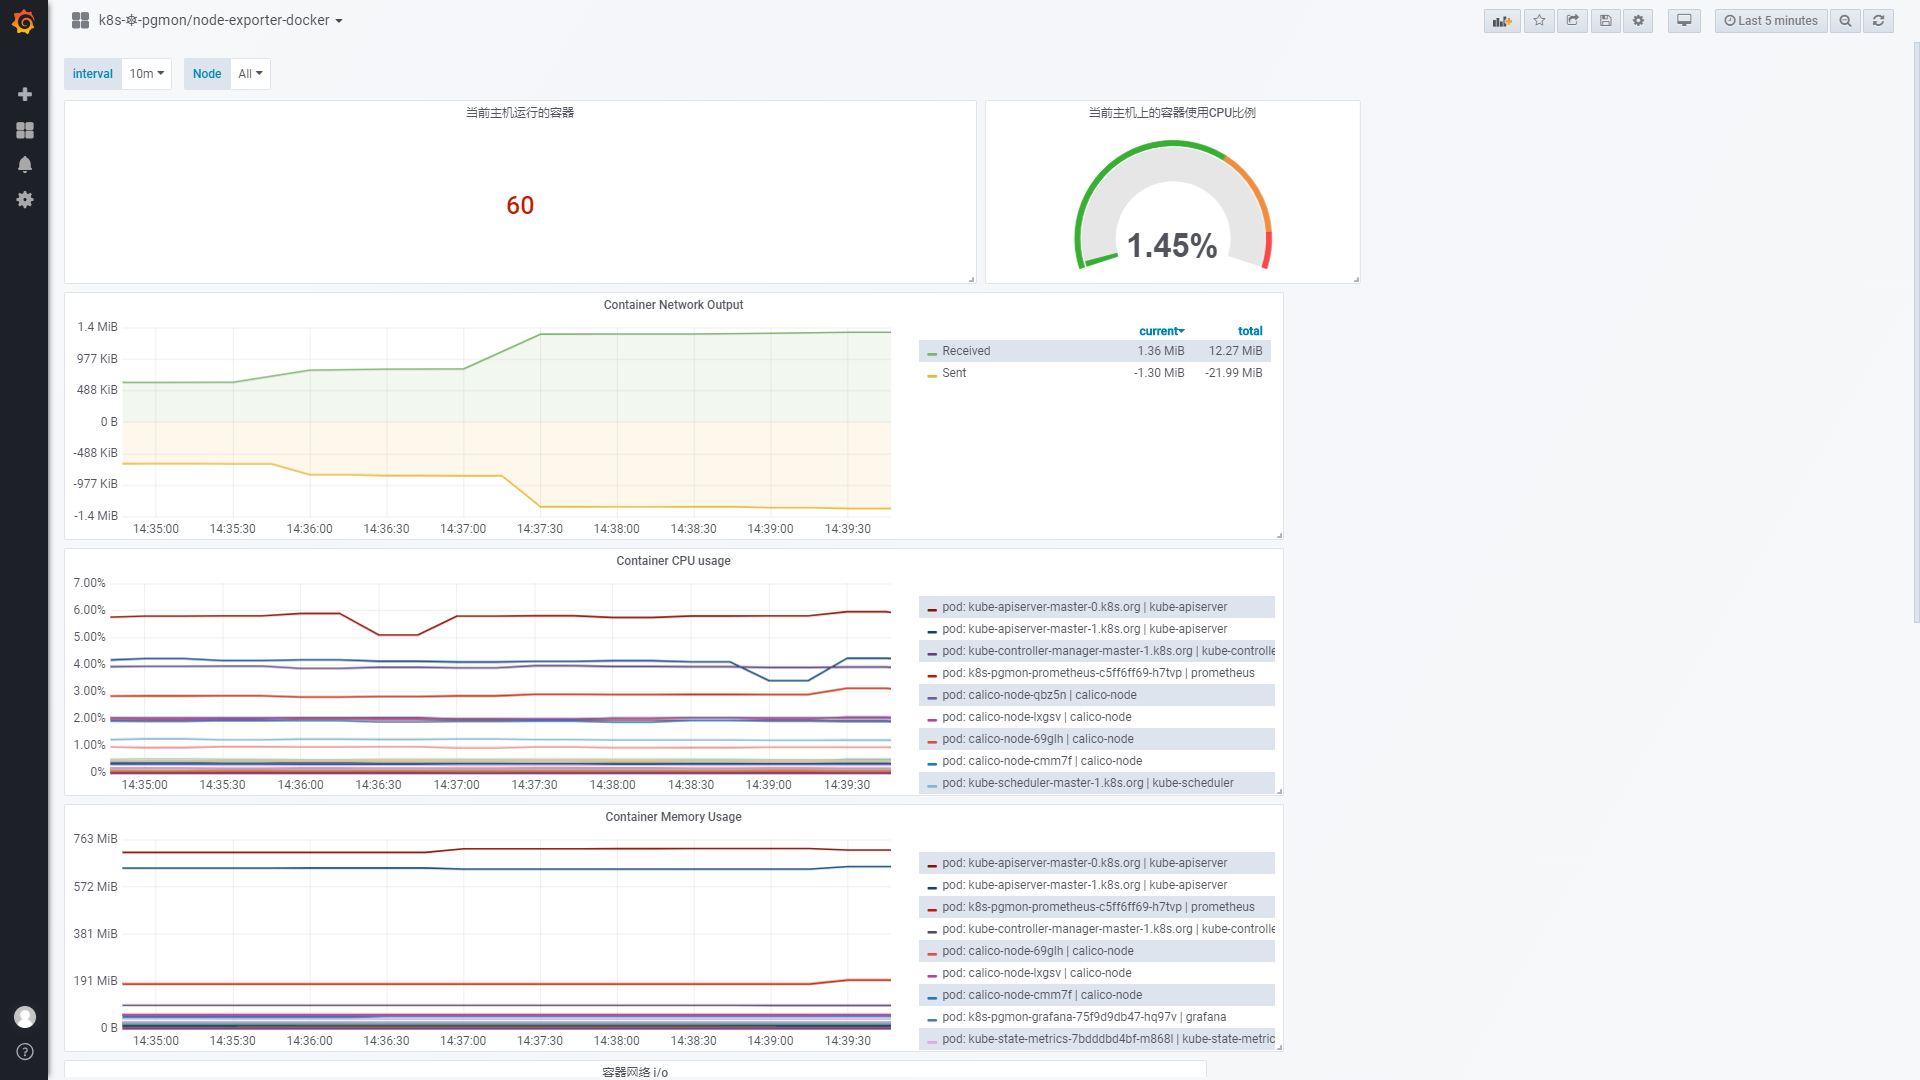 k8s-⎈-pgmon/node-exporter-docker
Last 5 minutes
interval 10m Node All
当前主机运行的容器
60
当前主机上的容器使用CPU比例
1.45%
Container Network Output
1.4 MiB
977 KiB
488 KiB
0 B
-488 KiB
-977 KiB
-1.4 MiB
14:35:00 14:35:30 14:36:00 14:36:30 14:37:00 14:37:30 14:38:00 14:38:30 14:39:00 14:39:30
current total
Received 1.36 MiB 12.27 MiB
Sent -1.30 MiB -21.99 MiB
Container CPU usage
7.00%
6.00%
5.00%
4.00%
3.00%
2.00%
1.00%
0%
14:35:00 14:35:30 14:36:00 14:36:30 14:37:00 14:37:30 14:38:00 14:38:30 14:39:00 14:39:30
pod: kube-apiserver-master-0.k8s.org | kube-apiserver
pod: kube-apiserver-master-1.k8s.org | kube-apiserver
pod: kube-controller-manager-master-1.k8s.org | kube-controlle
pod: k8s-pgmon-prometheus-c5ff6ff69-h7tvp | prometheus
pod: calico-node-qbz5n | calico-node
pod: calico-node-lxgsv | calico-node
pod: calico-node-69glh | calico-node
pod: calico-node-cmm7f | calico-node
pod: kube-scheduler-master-1.k8s.org | kube-scheduler
Container Memory Usage
763 MiB
572 MiB
381 MiB
191 MiB
0 B
14:35:00 14:35:30 14:36:00 14:36:30 14:37:00 14:37:30 14:38:00 14:38:30 14:39:00 14:39:30
pod: kube-apiserver-master-0.k8s.org | kube-apiserver
pod: kube-apiserver-master-1.k8s.org | kube-apiserver
pod: k8s-pgmon-prometheus-c5ff6ff69-h7tvp | prometheus
pod: kube-controller-manager-master-1.k8s.org | kube-controlle
pod: calico-node-69glh | calico-node
pod: calico-node-lxgsv | calico-node
pod: calico-node-cmm7f | calico-node
pod: k8s-pgmon-grafana-75f9d9db47-hq97v | grafana
pod: kube-state-metrics-7bdddbd4bf-m868l | kube-state-metric
容器网络 i/o